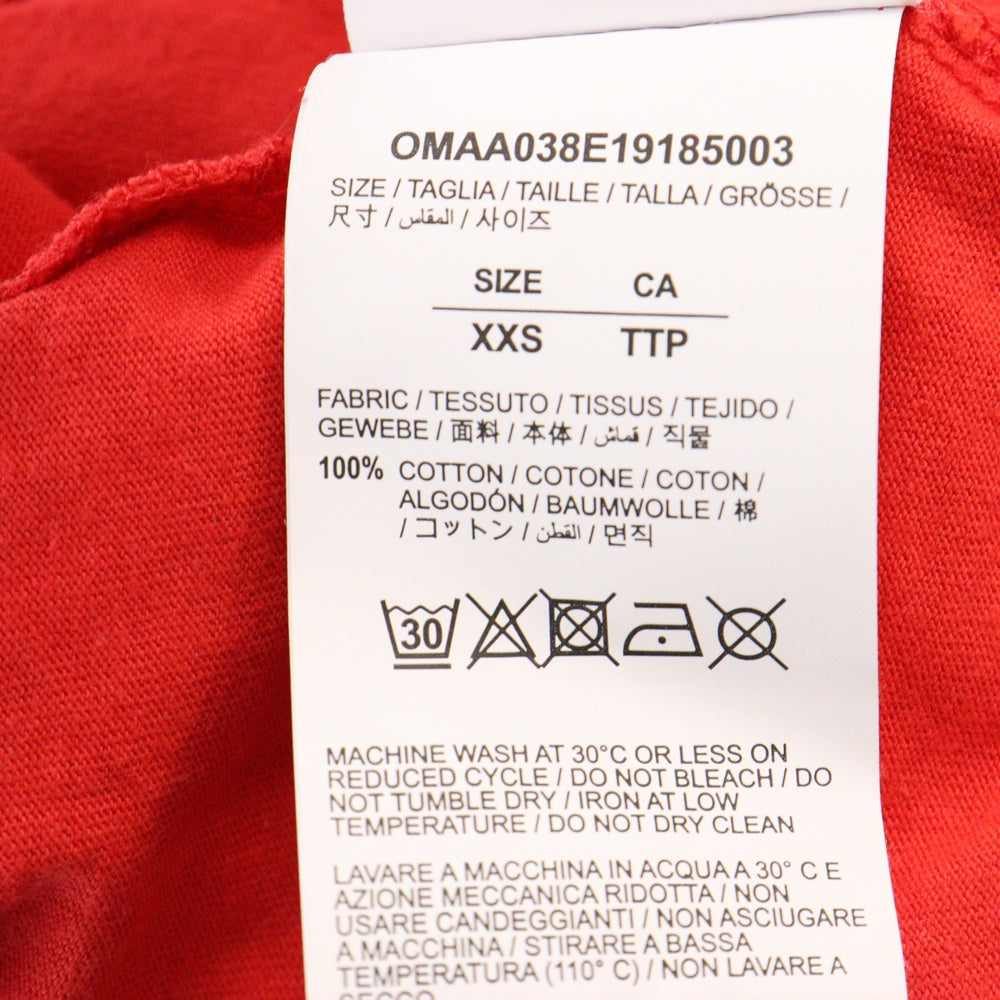 OMAA038E19185003
SIZE / TAGLIA / TAILLE / TALLA / GRÖSSE /
尺寸 / المقاس / 사이즈
SIZE CA
XXS TTP
FABRIC / TESSUTO / TISSUS / TEJIDO /
GEWEBE / 面料 / 本体 / قماش / 직물
100% COTTON / COTONE / COTON /
ALGODÓN / BAUMWOLLE / 棉
/ コットン / القطن / 면직
30
MACHINE WASH AT 30°C OR LESS ON
REDUCED CYCLE / DO NOT BLEACH / DO
NOT TUMBLE DRY / IRON AT LOW
TEMPERATURE / DO NOT DRY CLEAN
LAVARE A MACCHINA IN ACQUA A 30° C E
AZIONE MECCANICA RIDOTTA / NON
USARE CANDEGGIANTI / NON ASCIUGARE
A MACCHINA / STIRARE A BASSA
TEMPERATURA (110° C) / NON LAVARE A
SECCO